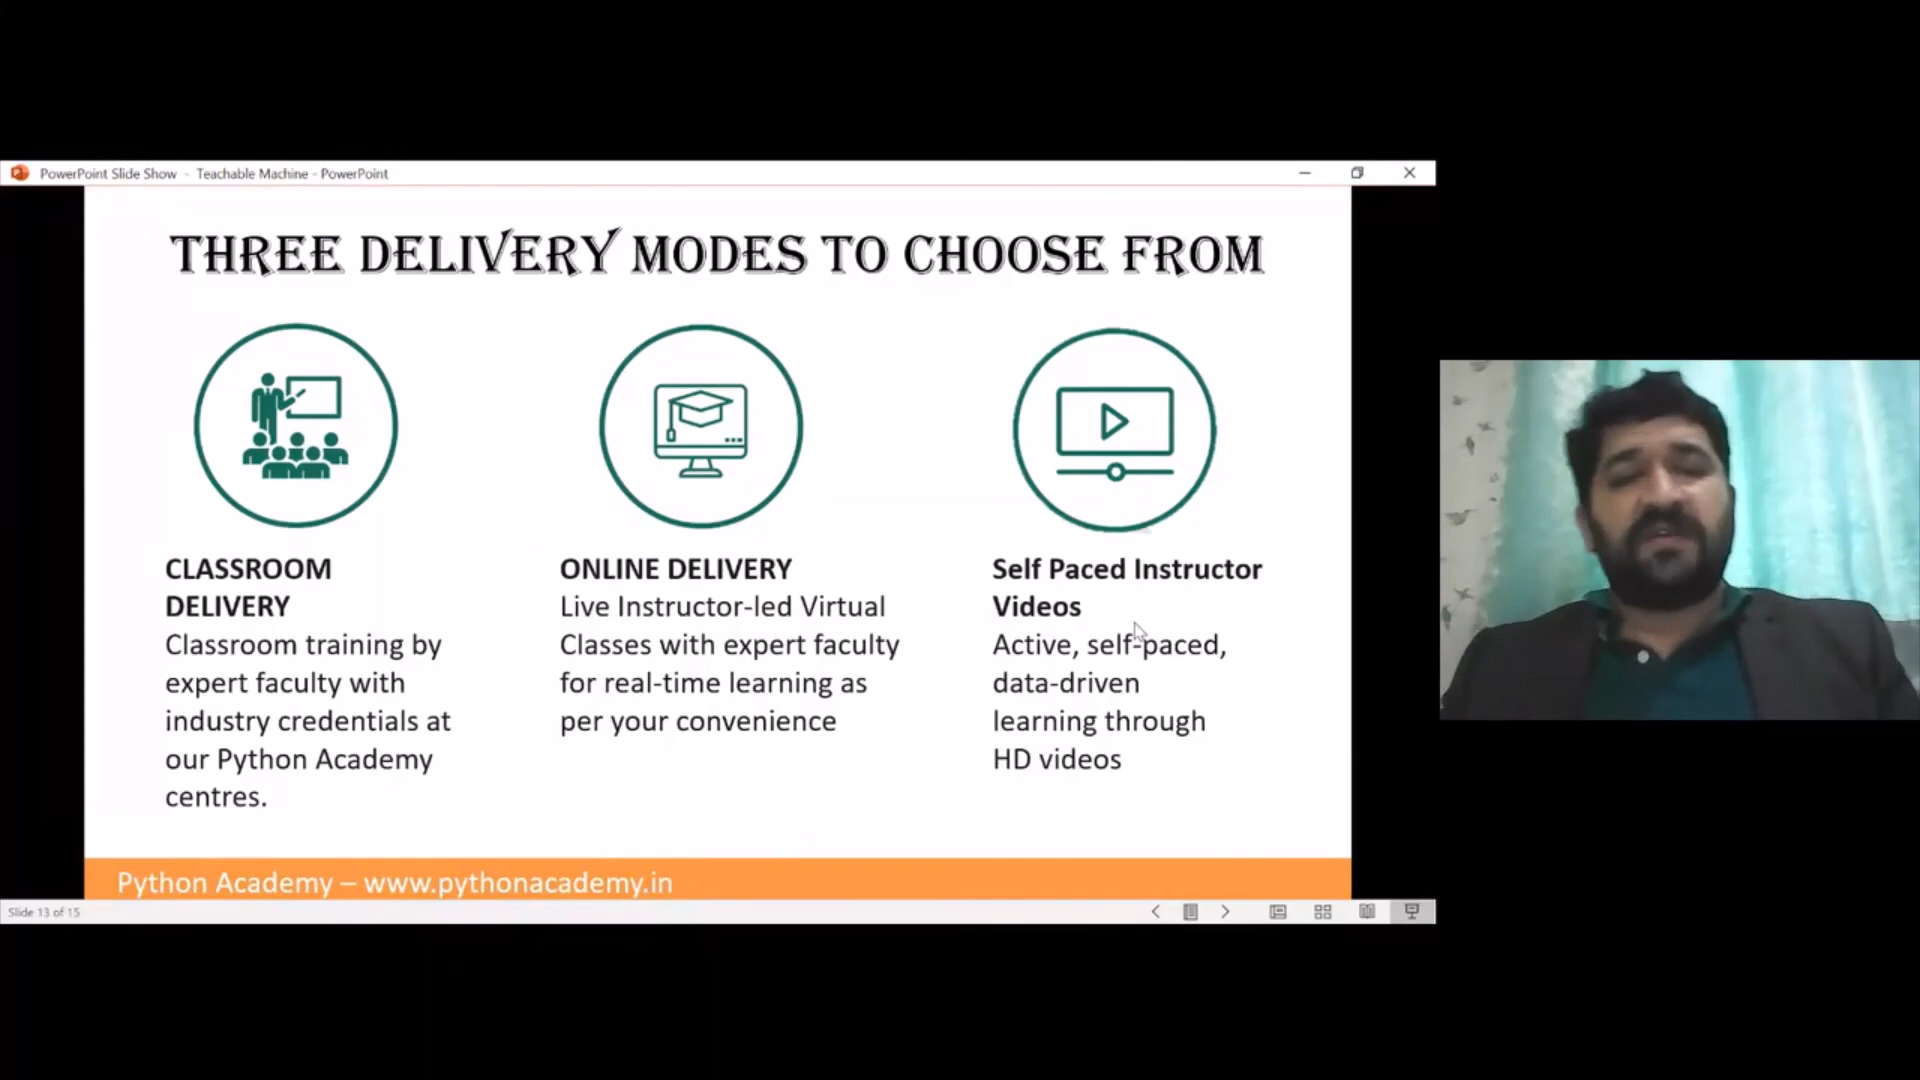 PowerPoint Slide Show - Teachable Machine - PowerPoint
THREE DELIVERY MODES TO CHOOSE FROM
CLASSROOM
DELIVERY
Classroom training by
expert faculty with
industry credentials at
our Python Academy
centres.
ONLINE DELIVERY
Live Instructor-led Virtual
Classes with expert faculty
for real-time learning as
per your convenience
Self Paced Instructor
Videos
Active, self-paced,
data-driven
learning through
HD videos
Python Academy – www.pythonacademy.in
Slide 13 of 15